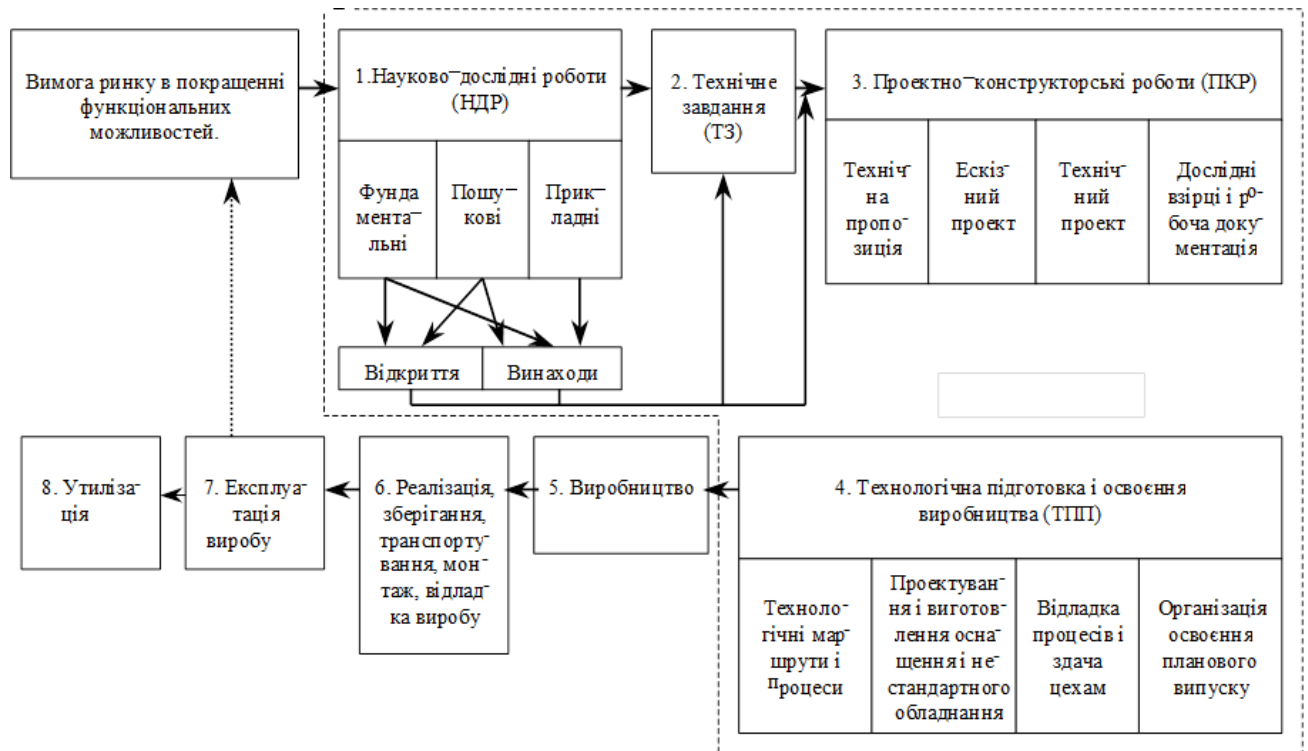 Вимога ринку в покращенні
функціональних
можливостей.
1.Науково–дослідні роботи
(НДР)
Фунда
мента–
льні
Пошу–
кові
Прик–
ладні
Відкриття
Винаходи
2. Технічне
завдання
(ТЗ)
3. Проектно–конструкторські роботи (ПКР)
Техніч-
на
пропо-
зиція
Ескіз-
ний
проект
Техніч-
ний
проект
Дослідні
взірці і ро-
боча доку-
ментація
4. Технологічна підготовка і освоєння
виробництва (ТПП)
Техноло-
гічні мар-
шрути і
процеси
Проектуван-
ня і виготов-
лення осна-
щення і не-
стандартного
обладнання
Відладка
процесів і
здача
цехам
Організація
освоєння
планового
випуску
5. Виробництво
6. Реалізація,
зберігання,
транспорту-
вання, мон-
таж, відлад-
ка виробу
7. Експлуа-
тація
виробу
8. Утиліза-
ція